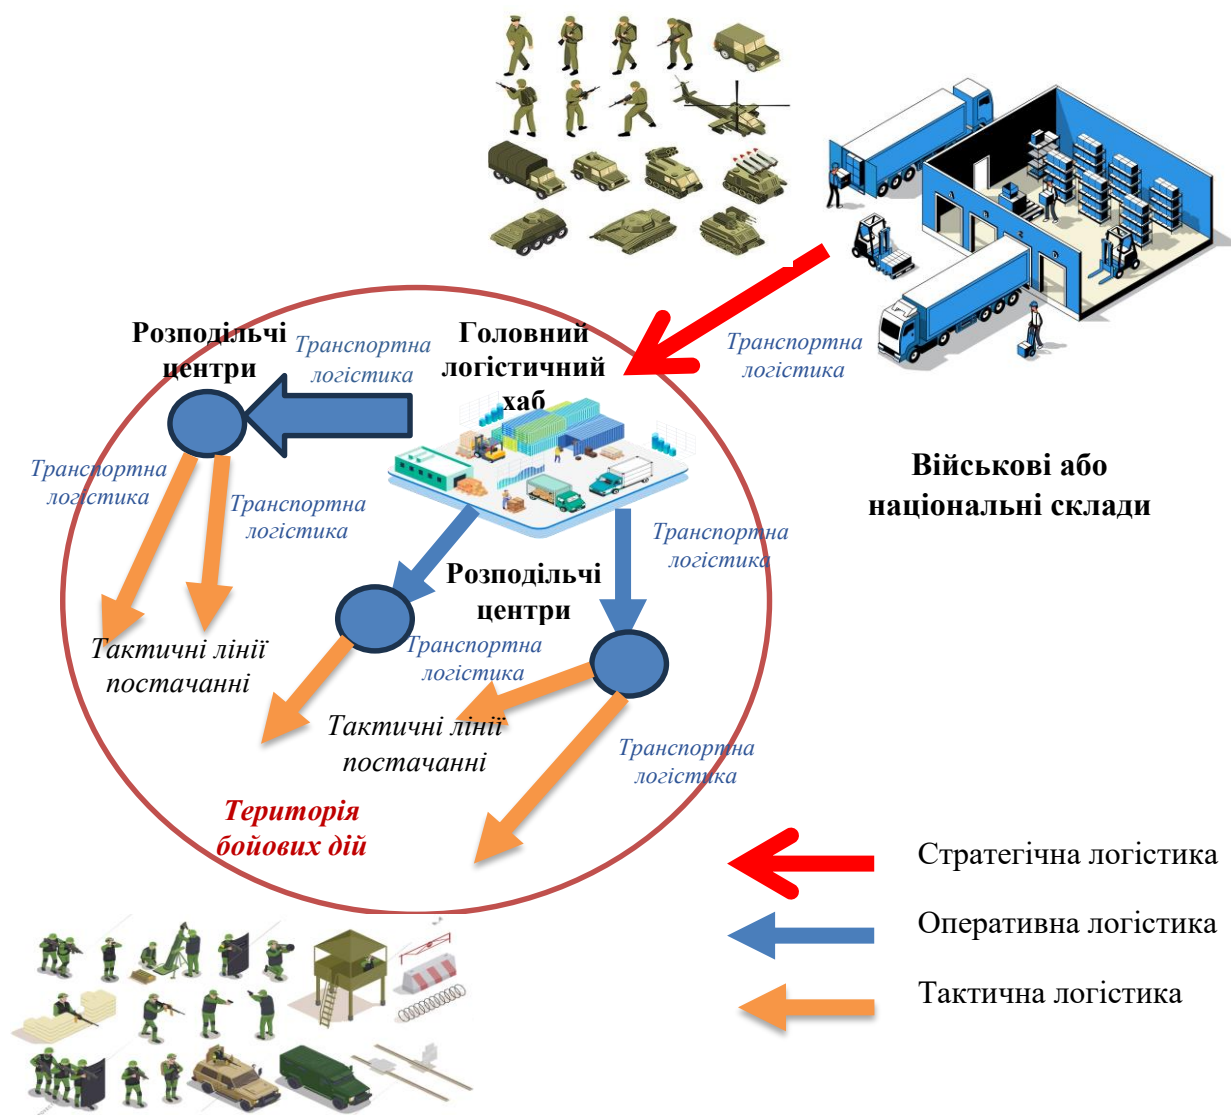 Розподільчі
центри
Транспортна
логістика
Головний
логістичний
хаб
Транспортна
логістика
Військові або
національні склади
Транспортна
логістика
Транспортна
логістика
Транспортна
логістика
Розподільчі
центри
Тактичні лінії
постачанні
Транспортна
логістика
Тактичні лінії
постачанні
Транспортна
логістика
Територія
бойових дій
Стратегічна логістика
Оперативна логістика
Тактична логістика